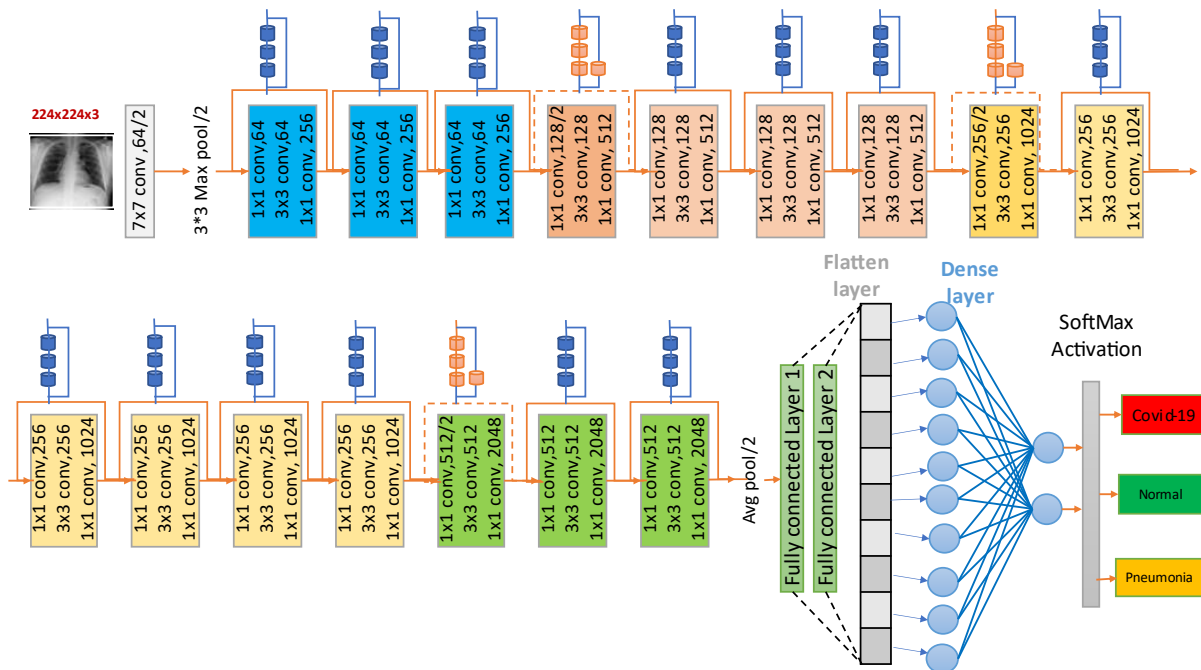 224x224x3
7x7 conv ,64/2
3*3 Max pool/2
1x1 conv,64
3x3 conv,64
1x1 conv, 256
1x1 conv,64
3x3 conv,64
1x1 conv, 256
1x1 conv,64
3x3 conv,64
1x1 conv, 256
1x1 conv,128/2
3x3 conv,128
1x1 conv, 512
1x1 conv,128
3x3 conv,128
1x1 conv, 512
1x1 conv,128
3x3 conv,128
1x1 conv, 512
1x1 conv,128
3x3 conv,128
1x1 conv, 512
1x1 conv,256/2
3x3 conv,256
1x1 conv, 1024
1x1 conv,256
3x3 conv,256
1x1 conv, 1024
1x1 conv,256
3x3 conv,256
1x1 conv, 1024
1x1 conv,256
3x3 conv,256
1x1 conv, 1024
1x1 conv,256
3x3 conv,256
1x1 conv, 1024
1x1 conv,256
3x3 conv,256
1x1 conv, 1024
1x1 conv,512/2
3x3 conv,512
1x1 conv, 2048
1x1 conv,512
3x3 conv,512
1x1 conv, 2048
1x1 conv,512
3x3 conv,512
1x1 conv, 2048
Avg pool/2
Fully connected Layer 1
Fully connected Layer 2
Flatten
layer
Dense
layer
SoftMax
Activation
Covid-19
Normal
Pneumonia